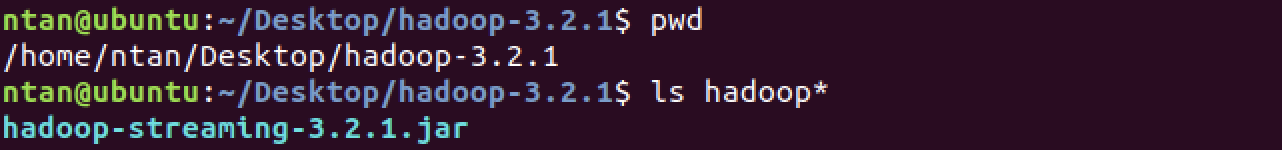 ntan@ubuntu:~/Desktop/hadoop-3.2.1$ pwd
/home/ntan/Desktop/hadoop-3.2.1
ntan@ubuntu:~/Desktop/hadoop-3.2.1$ ls hadoop*
hadoop-streaming-3.2.1.jar